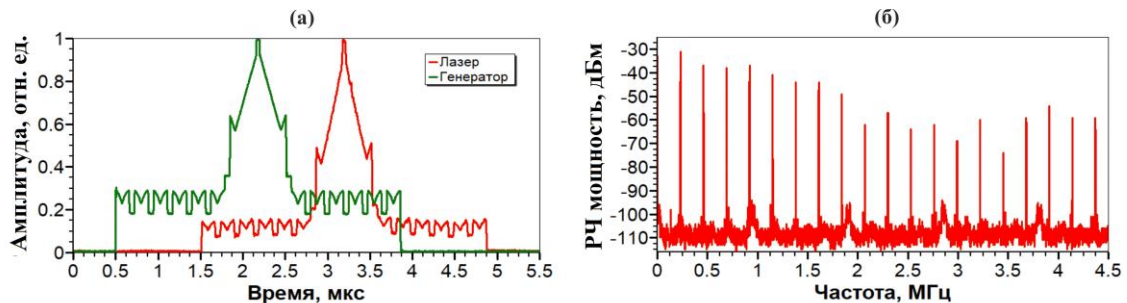 (а)
Амплитуда, отн. ед.
1
0.8
0.6
0.4
0.2
0
Лазер
Генератор
0 0.5 1 1.5 2 2.5 3 3.5 4 4.5 5 5.5
Время, мкс
(б)
РЧ мощность, дБм
-30
-40
-50
-60
-70
-80
-90
-100
-110
0 0.5 1 1.5 2 2.5 3 3.5 4 4.5
Частота, МГц